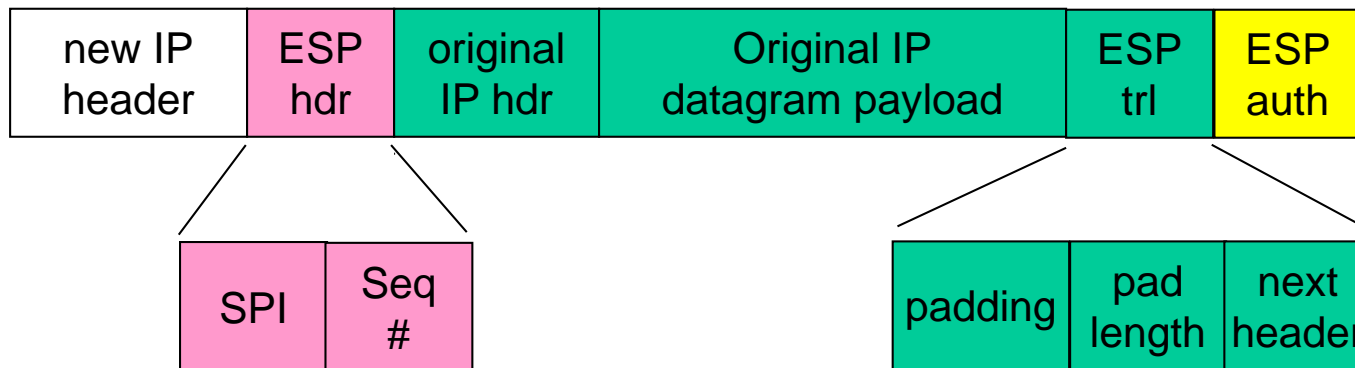 new IP
header
ESP
hdr
original
IP hdr
Original IP
datagram payload
ESP
trl
ESP
auth
SPI
Seq
#
padding
pad
length
next
header